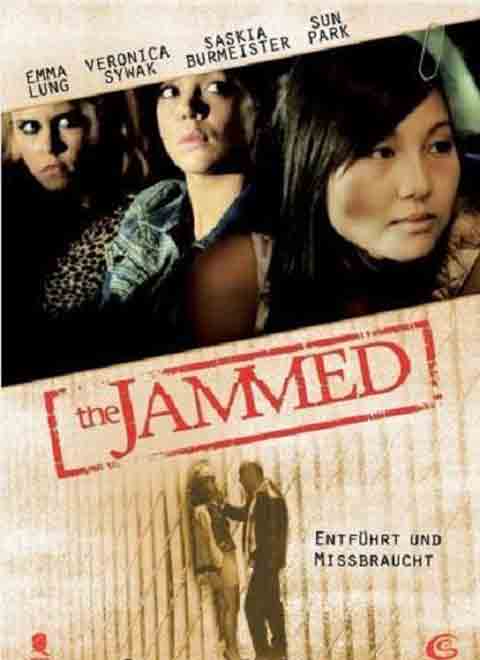 EMMA LUNG
VERONICA SYWAK
SASKIA BURMEISTER
SUN PARK
the JAMMED
ENTFÜHRT UND
MISSBRAUCHT